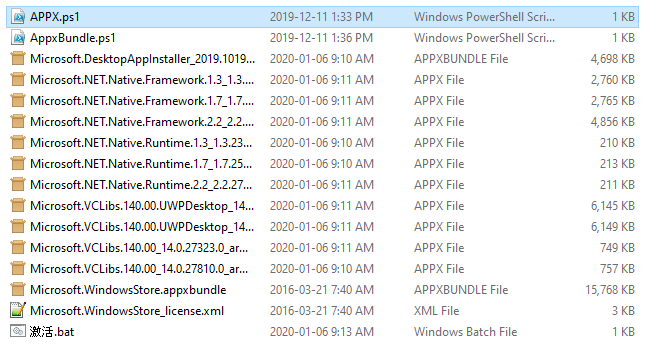 APPX.ps1 2019-12-11 1:33 PM Windows PowerShell Scri... 1 KB
AppxBundle.ps1 2019-12-11 1:36 PM Windows PowerShell Scri... 1 KB
Microsoft.DesktopAppInstaller_2019.1019... 2020-01-06 9:10 AM APPXBUNDLE File 4,698 KB
Microsoft.NET.Native.Framework.1.3_1.3.... 2020-01-06 9:11 AM APPX File 2,760 KB
Microsoft.NET.Native.Framework.1.7_1.7.... 2020-01-06 9:11 AM APPX File 2,765 KB
Microsoft.NET.Native.Framework.2.2_2.2.... 2020-01-06 9:11 AM APPX File 4,856 KB
Microsoft.NET.Native.Runtime.1.3_1.3.23... 2020-01-06 9:10 AM APPX File 210 KB
Microsoft.NET.Native.Runtime.1.7_1.7.25... 2020-01-06 9:11 AM APPX File 213 KB
Microsoft.NET.Native.Runtime.2.2_2.2.27... 2020-01-06 9:11 AM APPX File 211 KB
Microsoft.VCLibs.140.00.UWPDesktop_14... 2020-01-06 9:11 AM APPX File 6,145 KB
Microsoft.VCLibs.140.00.UWPDesktop_14... 2020-01-06 9:11 AM APPX File 6,149 KB
Microsoft.VCLibs.140.00_14.0.27323.0_ar... 2020-01-06 9:11 AM APPX File 749 KB
Microsoft.VCLibs.140.00_14.0.27810.0_ar... 2020-01-06 9:10 AM APPX File 757 KB
Microsoft.WindowsStore.appxbundle 2016-03-21 7:40 AM APPXBUNDLE File 15,768 KB
Microsoft.WindowsStore_license.xml 2016-03-21 7:40 AM XML File 3 KB
激活.bat 2020-01-06 9:13 AM Windows Batch File 1 KB